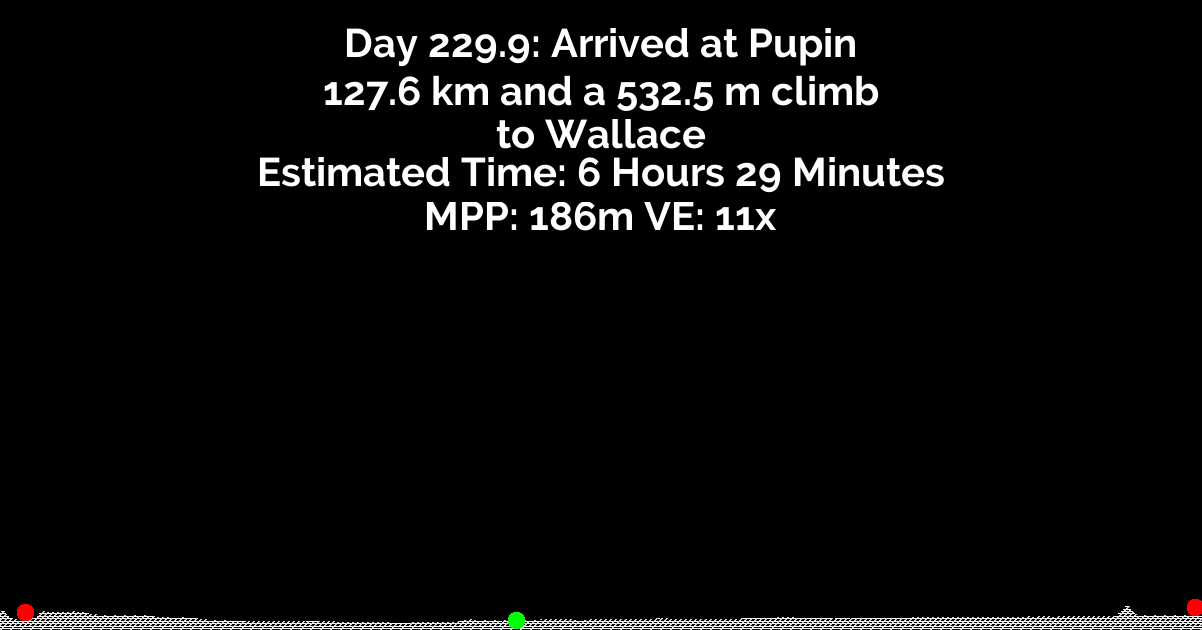 Day 229.9: Arrived at Pupin
127.6 km and a 532.5 m climb
to Wallace
Estimated Time: 6 Hours 29 Minutes
MPP: 186m VE: 11x